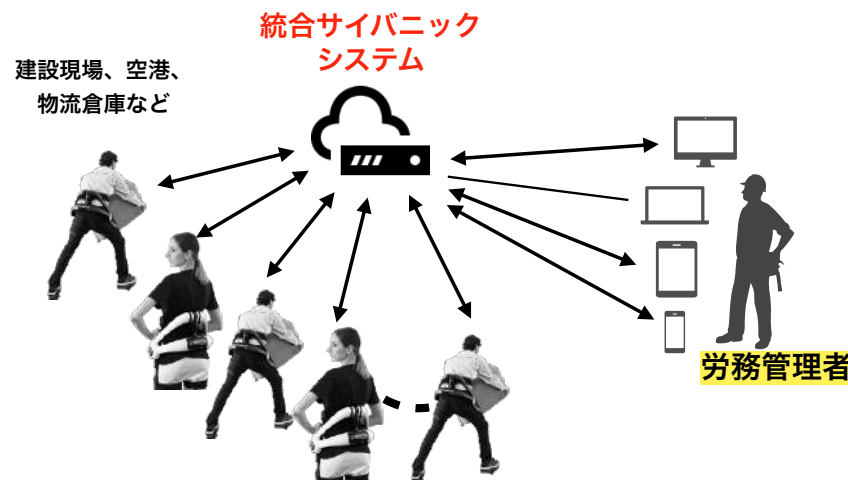 統合サイバニック
システム
建設現場、空港、
物流倉庫など
労務管理者